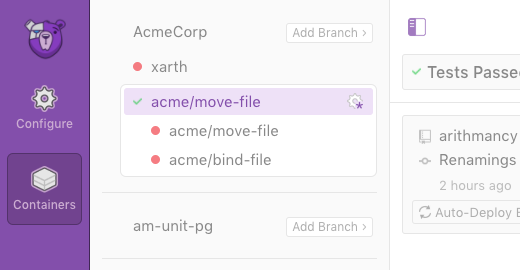 Configure
Containers
AcmeCorp
Add Branch ›
xarth
acme/move-file
acme/move-file
acme/bind-file
am-unit-pg
Add Branch ›
Tests
arithmancy
Renamings
2 hours ago
Auto-Deploy